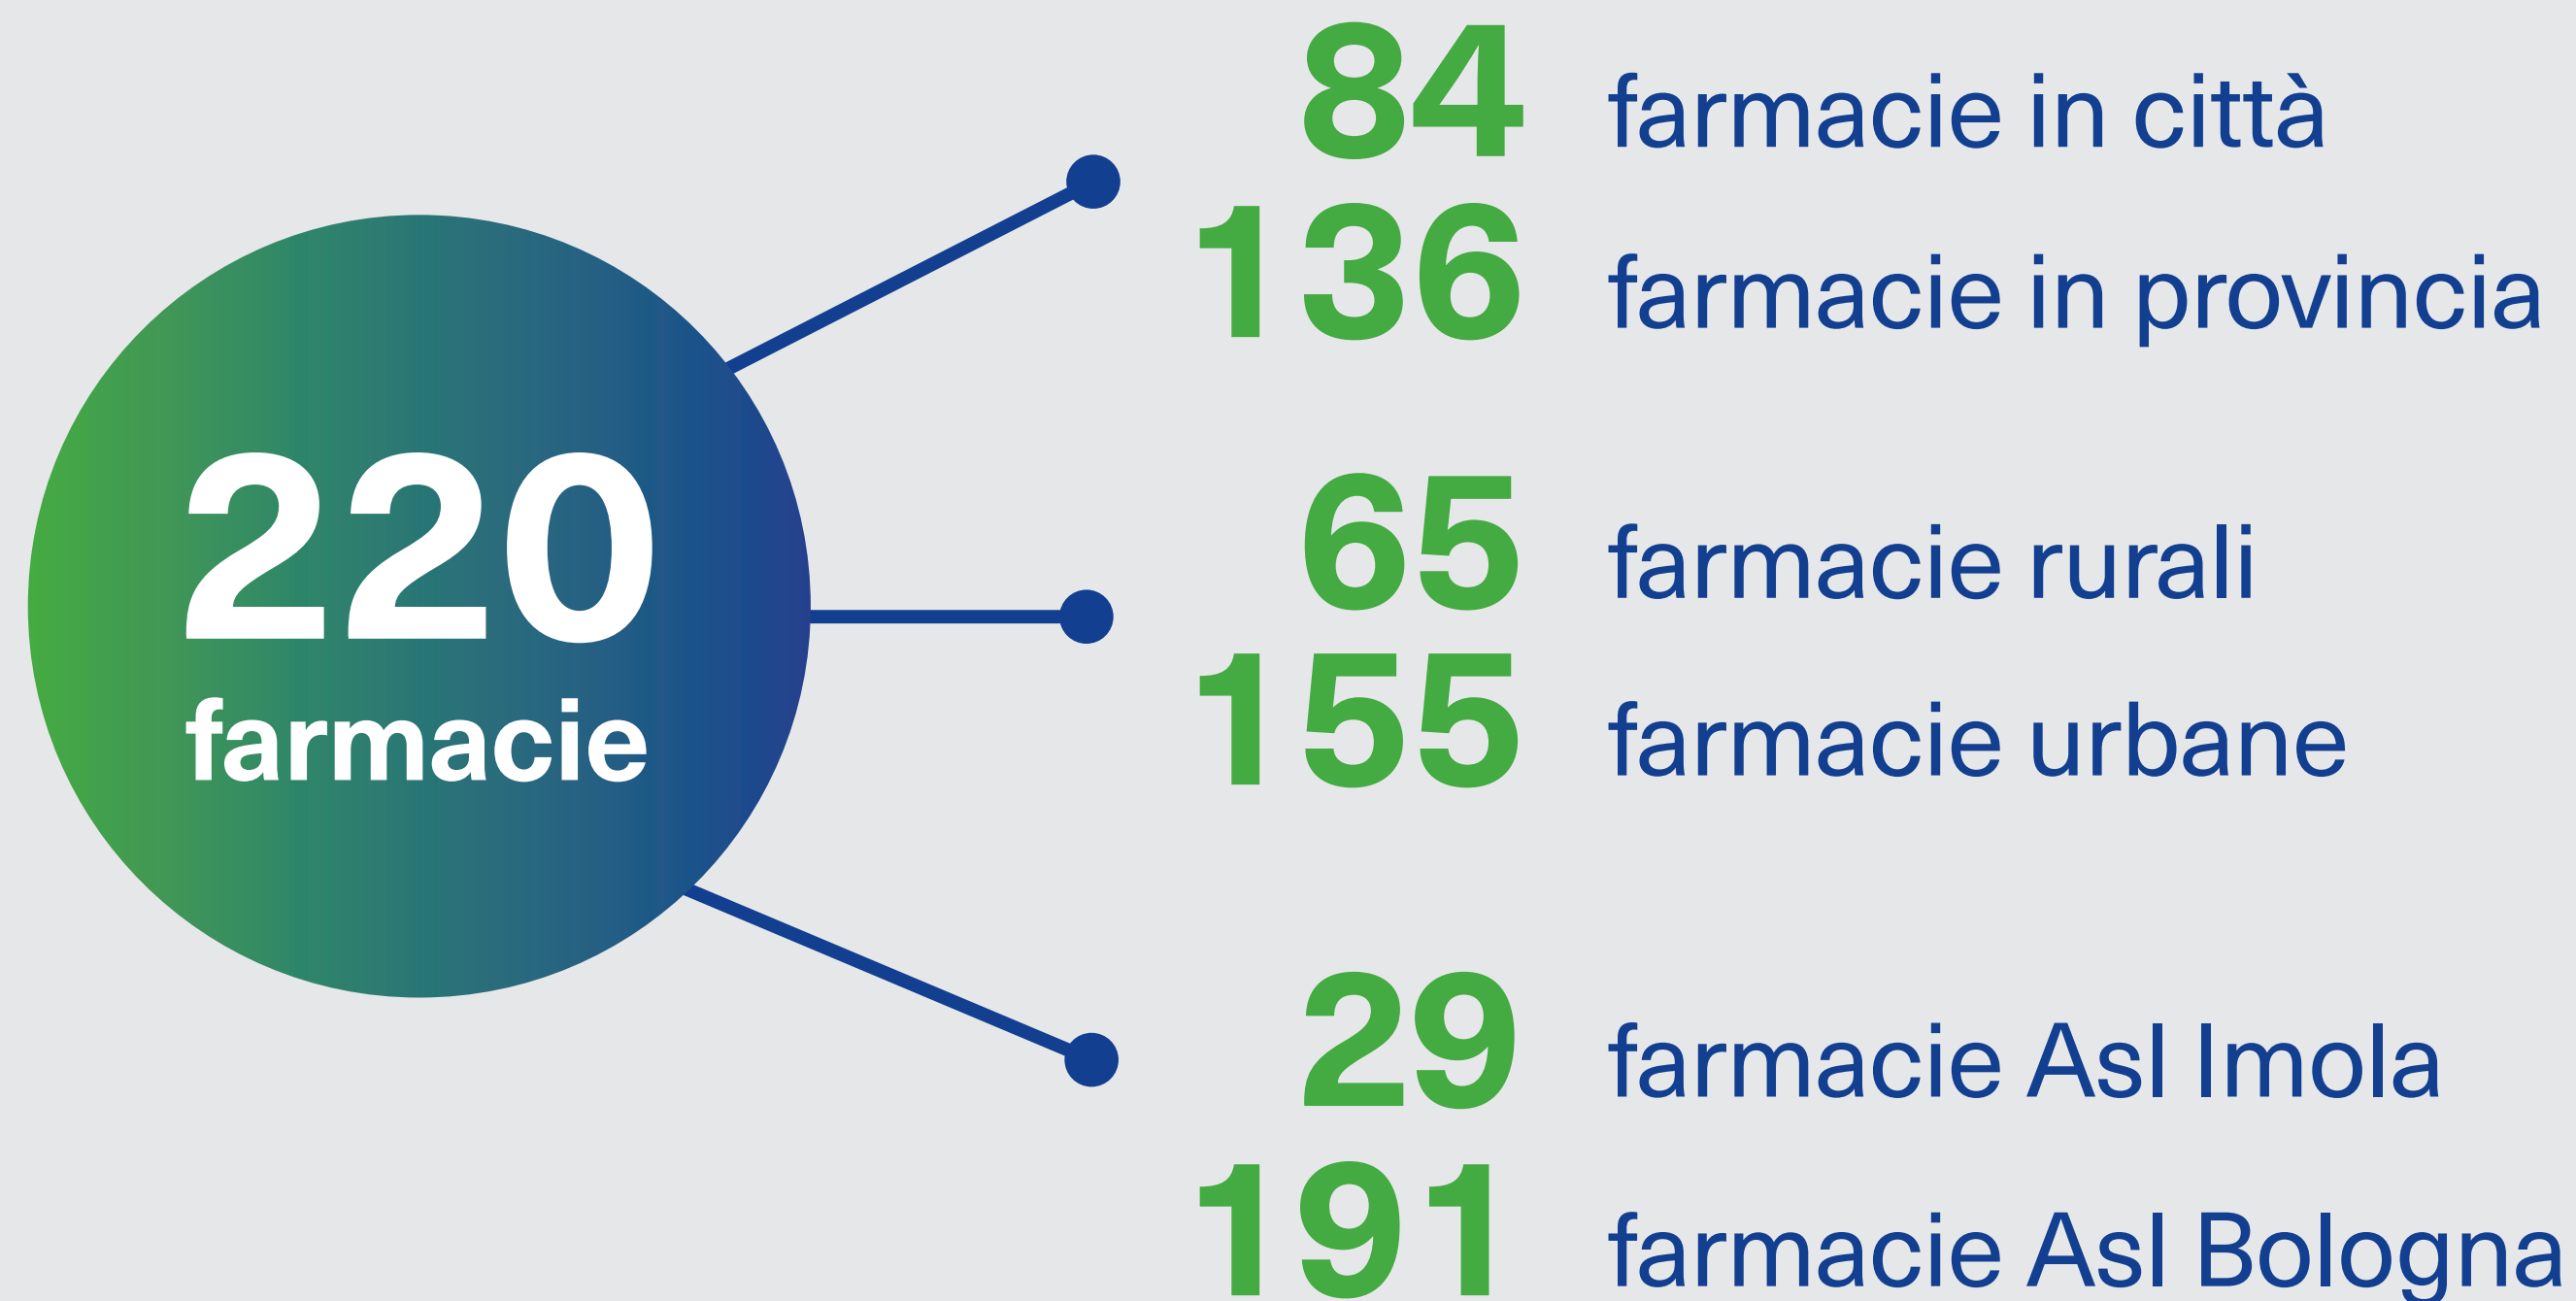 220
farmacie
84 farmacie in città
136 farmacie in provincia
65 farmacie rurali
155 farmacie urbane
29 farmacie Asl Imola
191 farmacie Asl Bologna